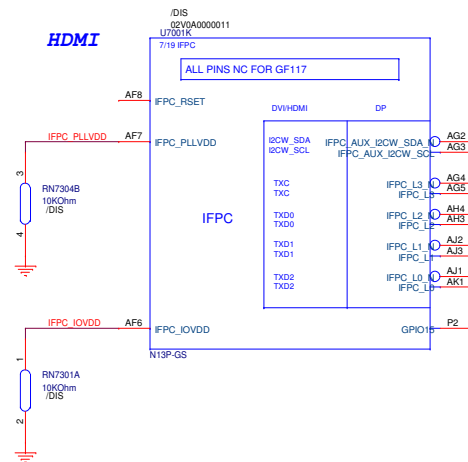 /DIS
02V0A0000011
HDMI
U7001K
7/19 IFPC
ALL PINS NC FOR GF117
AF8
IFPC_RSET
DVI/HDMI
DP
IFPC_PLLVDD
AF7
IFPC_PLLVDD
I2CW_SDA
I2CW_SCL
IFPC_AUX_I2CW_SDA_N
IFPC_AUX_I2CW_SCL
AG2
AG3
3
RN7304B
10KOhm
/DIS
4
TXC
TXC
IFPC_L3_N
IFPC_L3
AG4
AG5
IFPC
TXD0
TXD0
IFPC_L2_N
IFPC_L2
AH4
AH3
TXD1
TXD1
IFPC_L1_N
IFPC_L1
AJ2
AJ3
TXD2
TXD2
IFPC_L0_N
IFPC_L0
AJ1
AK1
IFPC_IOVDD
AF6
IFPC_IOVDD
GPIO15
P2
N13P-GS
1
RN7301A
10KOhm
/DIS
2